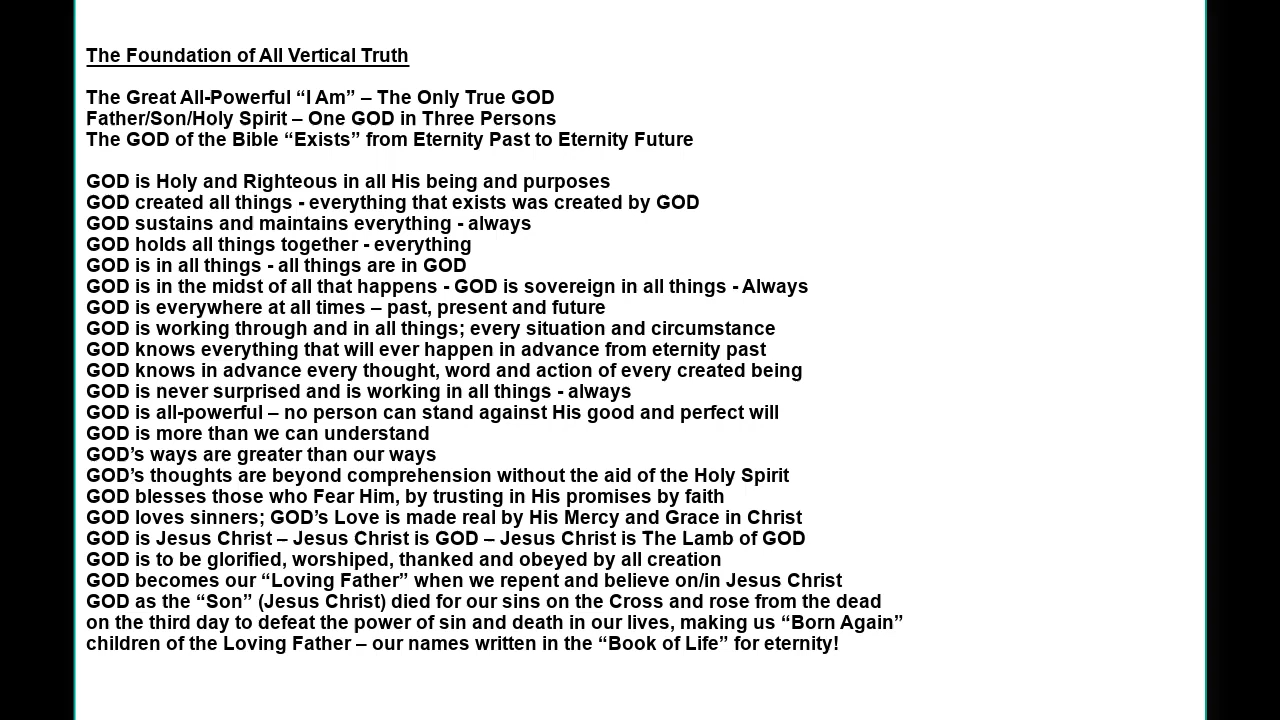 The Foundation of All Vertical Truth
The Great All-Powerful “I Am” – The Only True GOD
Father/Son/Holy Spirit – One GOD in Three Persons
The GOD of the Bible “Exists” from Eternity Past to Eternity Future
GOD is Holy and Righteous in all His being and purposes
GOD created all things - everything that exists was created by GOD
GOD sustains and maintains everything - always
GOD holds all things together - everything
GOD is in all things - all things are in GOD
GOD is in the midst of all that happens - GOD is sovereign in all things - Always
GOD is everywhere at all times – past, present and future
GOD is working through and in all things; every situation and circumstance
GOD knows everything that will ever happen in advance from eternity past
GOD knows in advance every thought, word and action of every created being
GOD is never surprised and is working in all things - always
GOD is all-powerful – no person can stand against His good and perfect will
GOD is more than we can understand
GOD’s ways are greater than our ways
GOD’s thoughts are beyond comprehension without the aid of the Holy Spirit
GOD blesses those who Fear Him, by trusting in His promises by faith
GOD loves sinners; GOD’s Love is made real by His Mercy and Grace in Christ
GOD is Jesus Christ – Jesus Christ is GOD – Jesus Christ is The Lamb of GOD
GOD is to be glorified, worshiped, thanked and obeyed by all creation
GOD becomes our “Loving Father” when we repent and believe on/in Jesus Christ
GOD as the “Son” (Jesus Christ) died for our sins on the Cross and rose from the dead
on the third day to defeat the power of sin and death in our lives, making us “Born Again”
children of the Loving Father – our names written in the “Book of Life” for eternity!